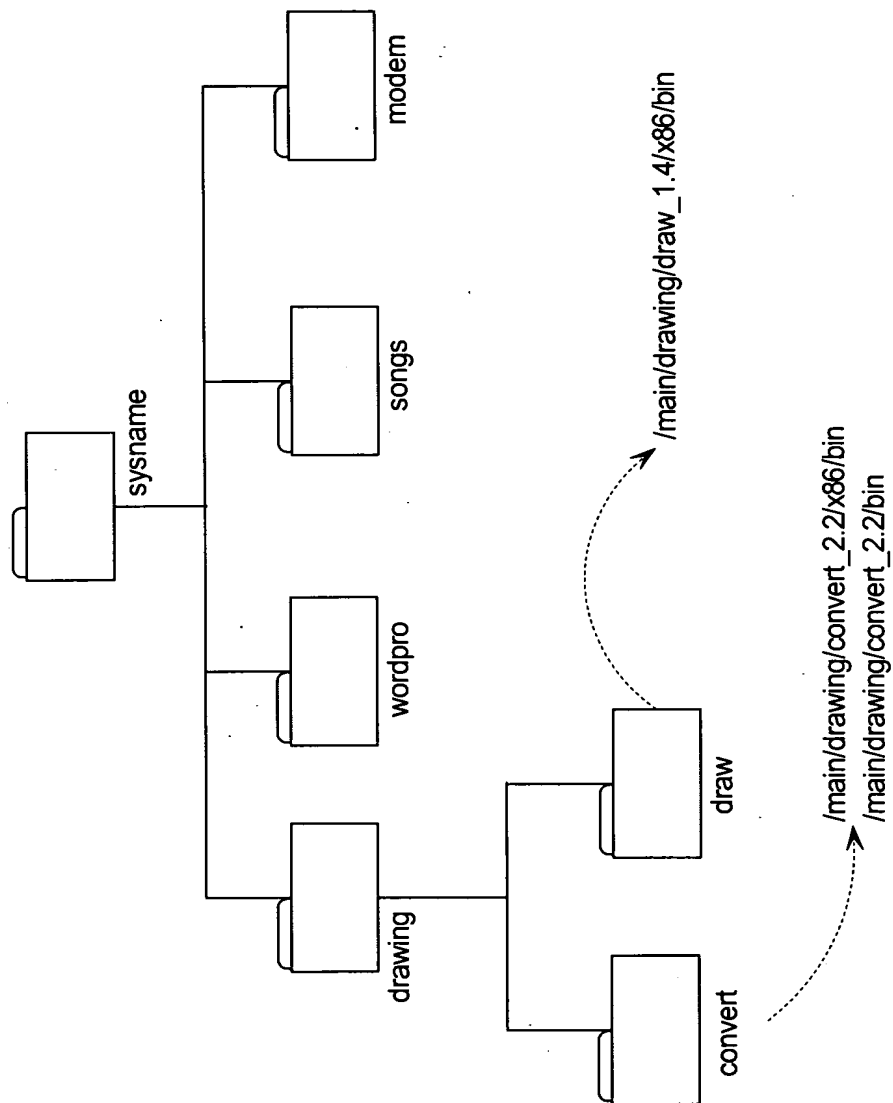 sysname
drawing
wordpro
songs
modem
convert
draw
/main/drawing/draw_1.4/x86/bin
/main/drawing/convert_2.2/x86/bin
/main/drawing/convert_2.2/bin